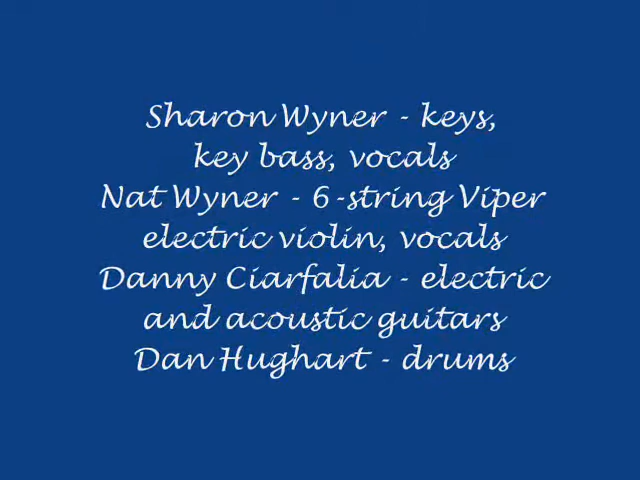 Sharon Wyner - keys,
key bass, vocals
Nat Wyner - 6-string Viper
electric violin, vocals
Danny Ciarfalia - electric
and acoustic guitars
Dan Hughart - drums